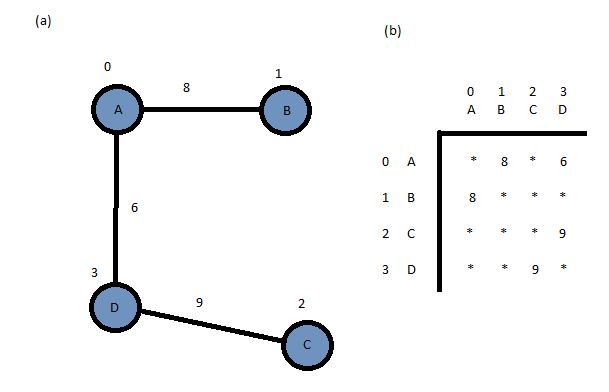 (a)
0
A
8
1
B
6
3
D
9
2
C
(b)
0 1 2 3
A B C D
0 A * 8 * 6
1 B 8 * * *
2 C * * * 9
3 D * * 9 *